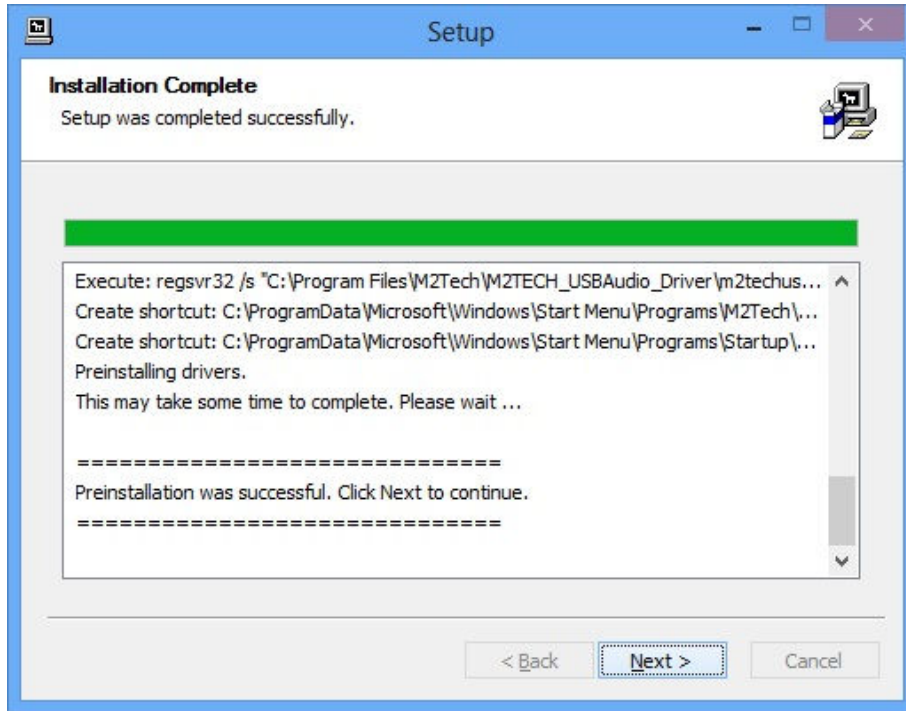 Setup
Installation Complete
Setup was completed successfully.
Execute: regsvr32 /s "C:\Program Files\M2Tech\M2TECH_USBAudio_Driver\m2techus...
Create shortcut: C:\ProgramData\Microsoft\Windows\Start Menu\Programs\M2Tech\...
Create shortcut: C:\ProgramData\Microsoft\Windows\Start Menu\Programs\Startup\...
Preinstalling drivers.
This may take some time to complete. Please wait ...
==============================
Preinstallation was successful. Click Next to continue.
==============================
< Back
Next >
Cancel